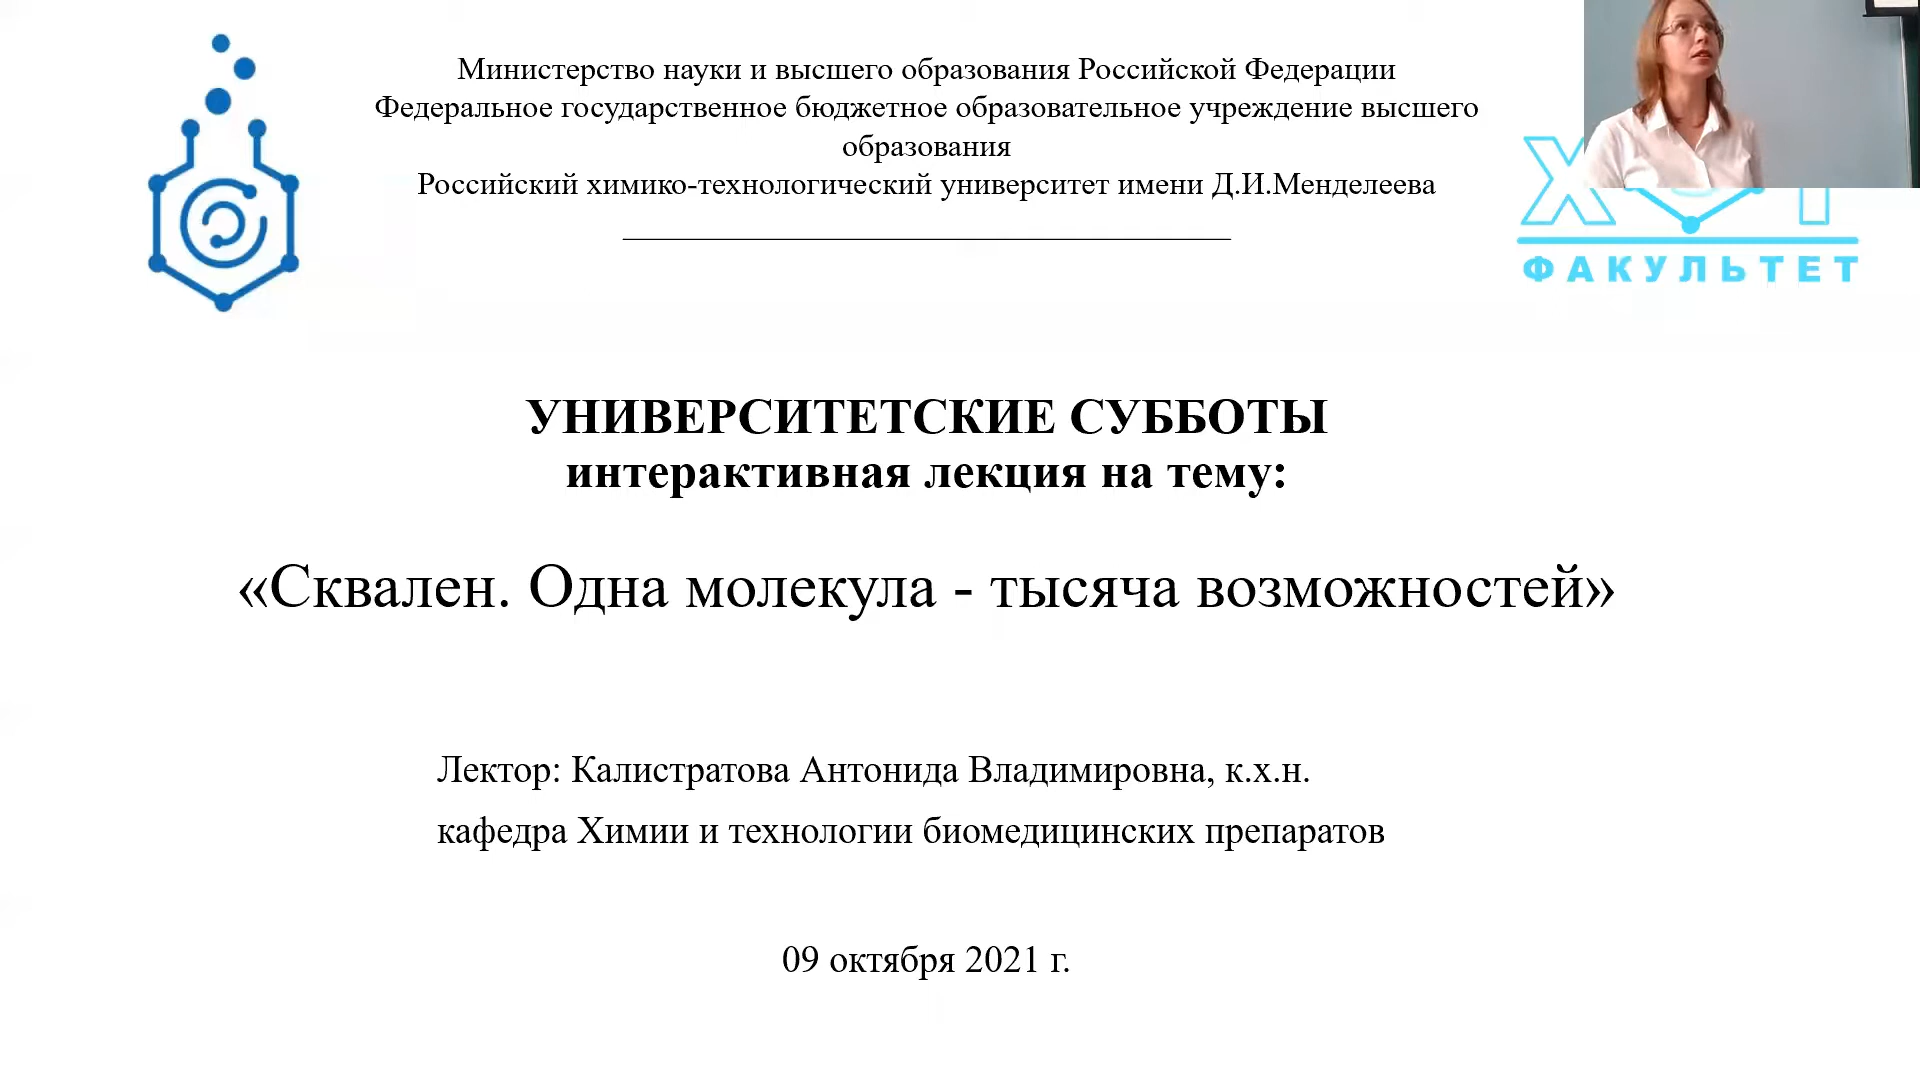 Министерство науки и высшего образования Российской Федерации
Федеральное государственное бюджетное образовательное учреждение высшего
образования
Российский химико-технологический университет имени Д.И.Менделеева
ФАКУЛЬТЕТ
УНИВЕРСИТЕТСКИЕ СУББОТЫ
интерактивная лекция на тему:
«Сквален. Одна молекула - тысяча возможностей»
Лектор: Калистратова Антонида Владимировна, к.х.н.
кафедра Химии и технологии биомедицинских препаратов
09 октября 2021 г.